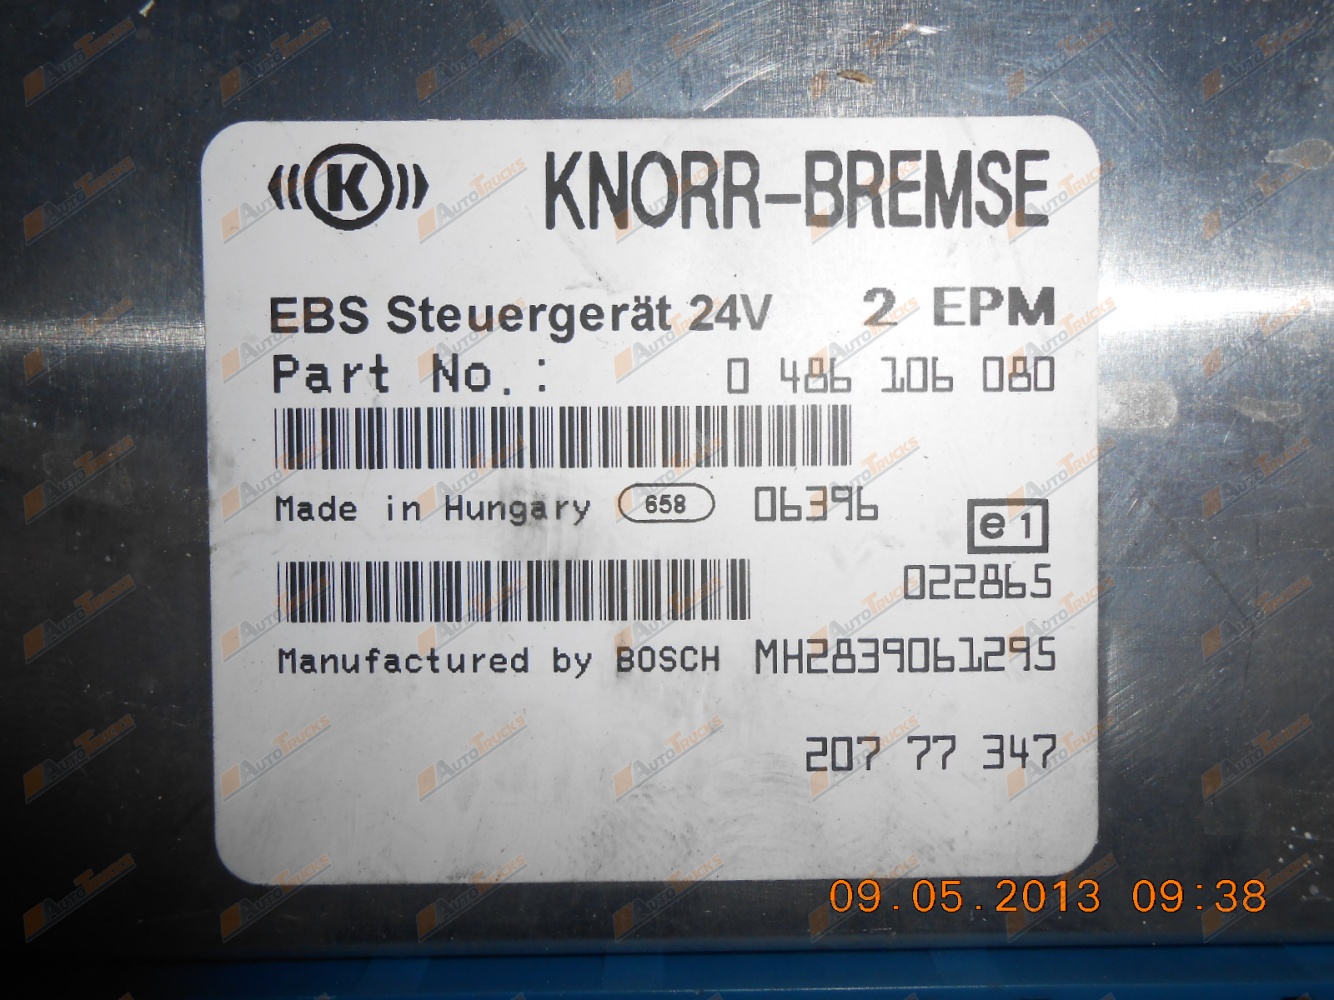 K KNORR-BREMSE
EBS Steuergerät 24V 2 EPM
Part No.: 0 486 106 080
Made in Hungary 658 06396
e1
022865
Manufactured by BOSCH MH2839061295
207 77 347
09.05.2013 09:38
AUTOTRUCKS